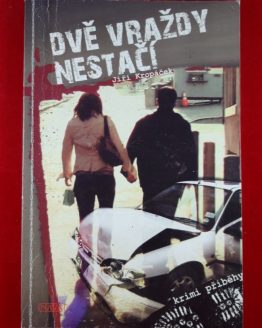 DVĚ VRAŽDY
NESTAČÍ
Jiří Kropáček
krimi příběhy